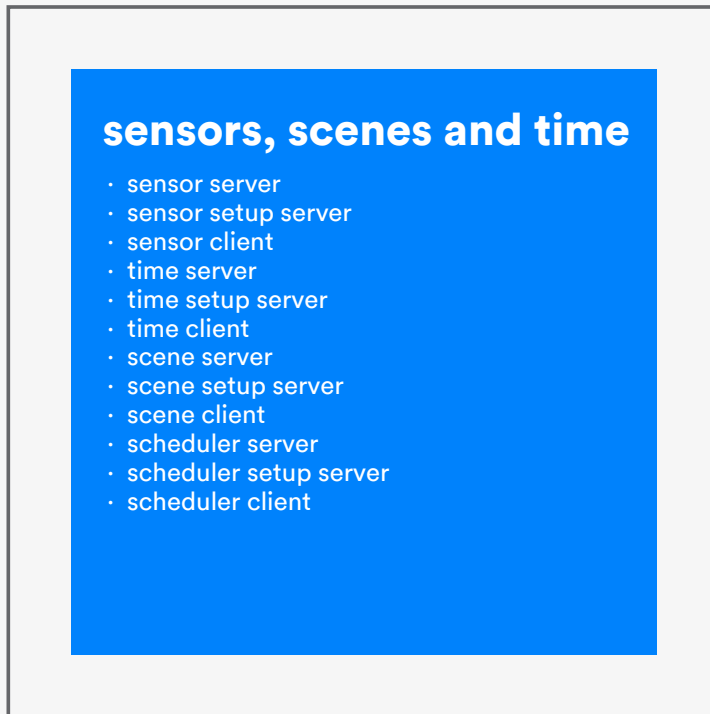 sensors, scenes and time
· sensor server
· sensor setup server
· sensor client
· time server
· time setup server
· time client
· scene server
· scene setup server
· scene client
· scheduler server
· scheduler setup server
· scheduler client